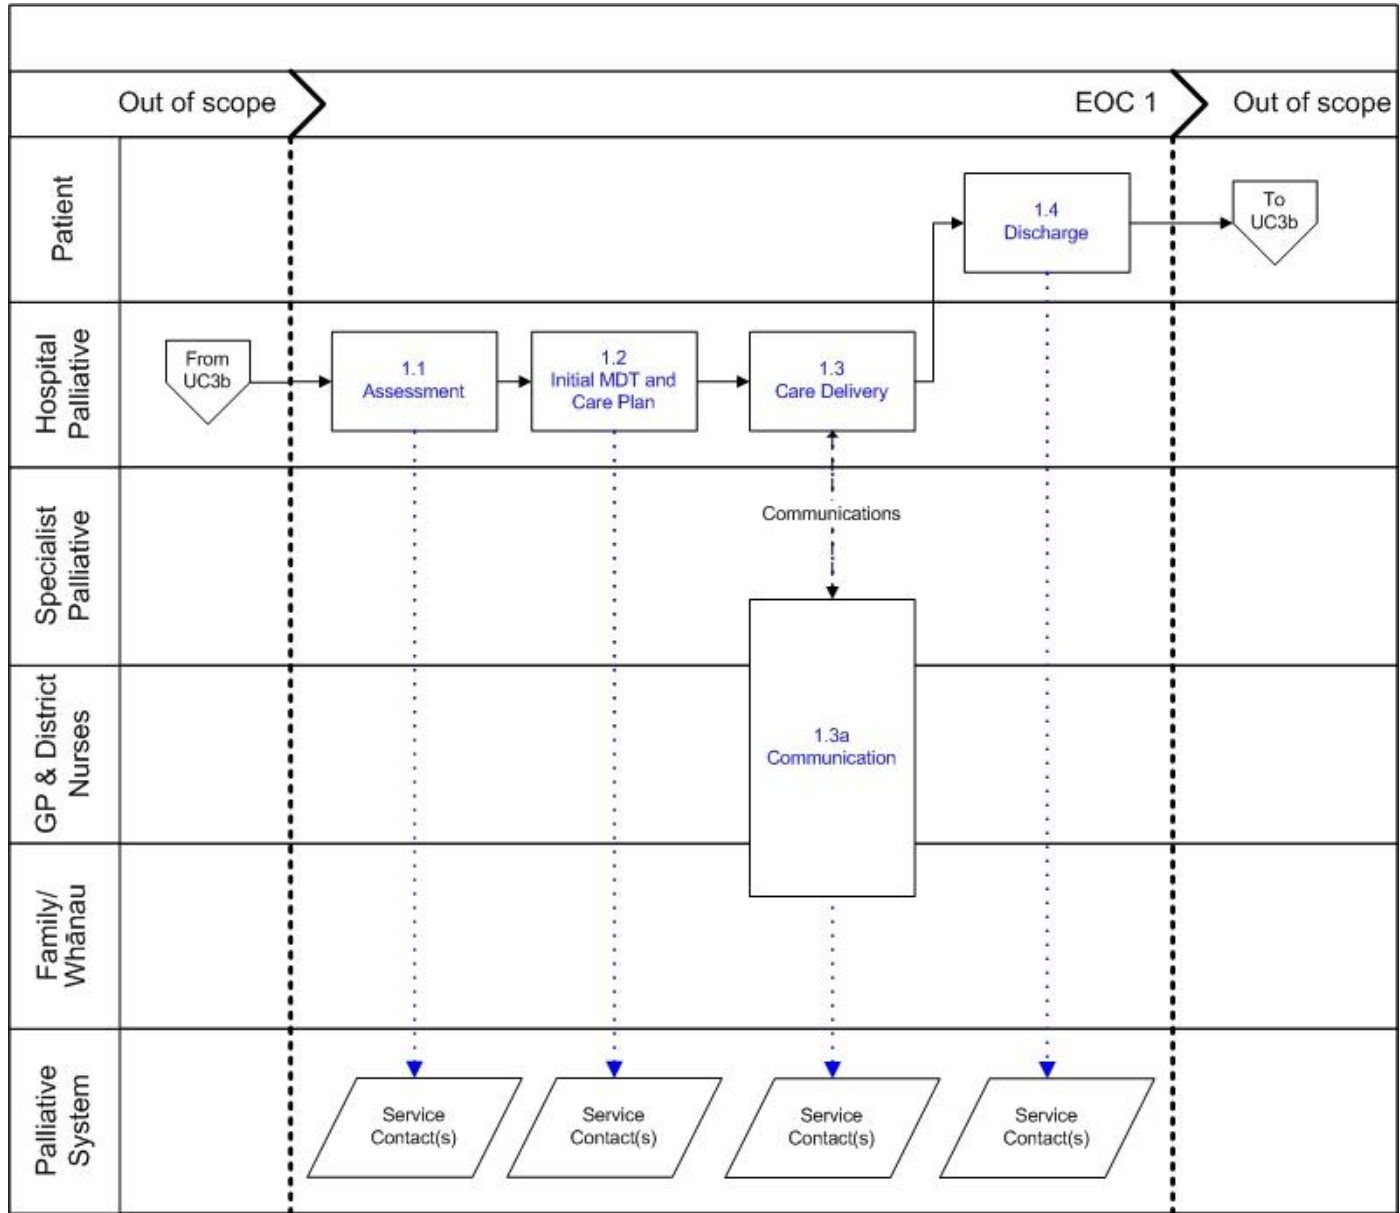 Out of scope
EOC 1
Out of scope
Patient
1.4
Discharge
To
UC3b
Hospital
Palliative
From
UC3b
1.1
Assessment
1.2
Initial MDT and
Care Plan
1.3
Care Delivery
Specialist
Palliative
Communications
GP & District
Nurses
1.3a
Communication
Family/
Whānau
Palliative
System
Service
Contact(s)
Service
Contact(s)
Service
Contact(s)
Service
Contact(s)